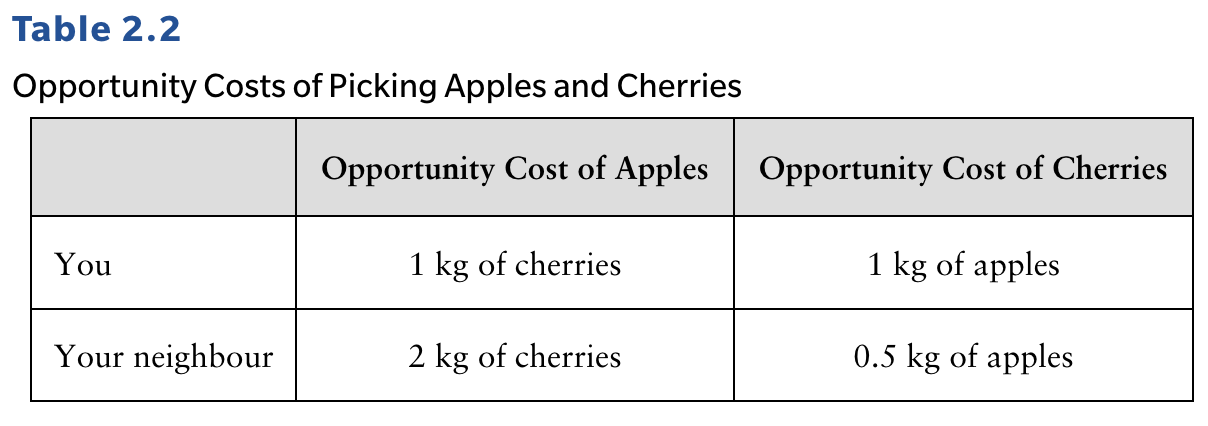 Table 2.2
Opportunity Costs of Picking Apples and Cherries
Opportunity Cost of Apples Opportunity Cost of Cherries
You 1 kg of cherries 1 kg of apples
Your neighbour 2 kg of cherries 0.5 kg of apples